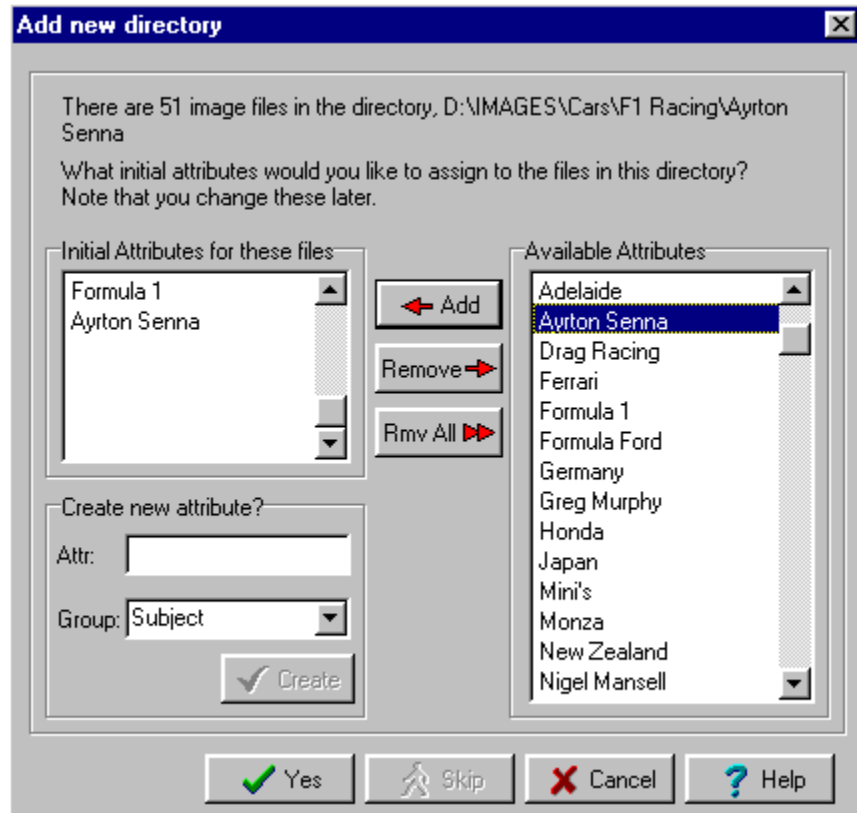 Add new directory
There are 51 image files in the directory, D:\IMAGES\Cars\F1 Racing\Ayrton
Senna
What initial attributes would you like to assign to the files in this directory?
Note that you change these later.
Initial Attributes for these files
Formula 1
Ayrton Senna
Add
Remove
Rmv All
Available Attributes
Adelaide
Ayrton Senna
Drag Racing
Ferrari
Formula 1
Formula Ford
Germany
Greg Murphy
Honda
Japan
Mini's
Monza
New Zealand
Nigel Mansell
Create new attribute?
Attr:
Group: Subject
Create
Yes
Skip
Cancel
Help